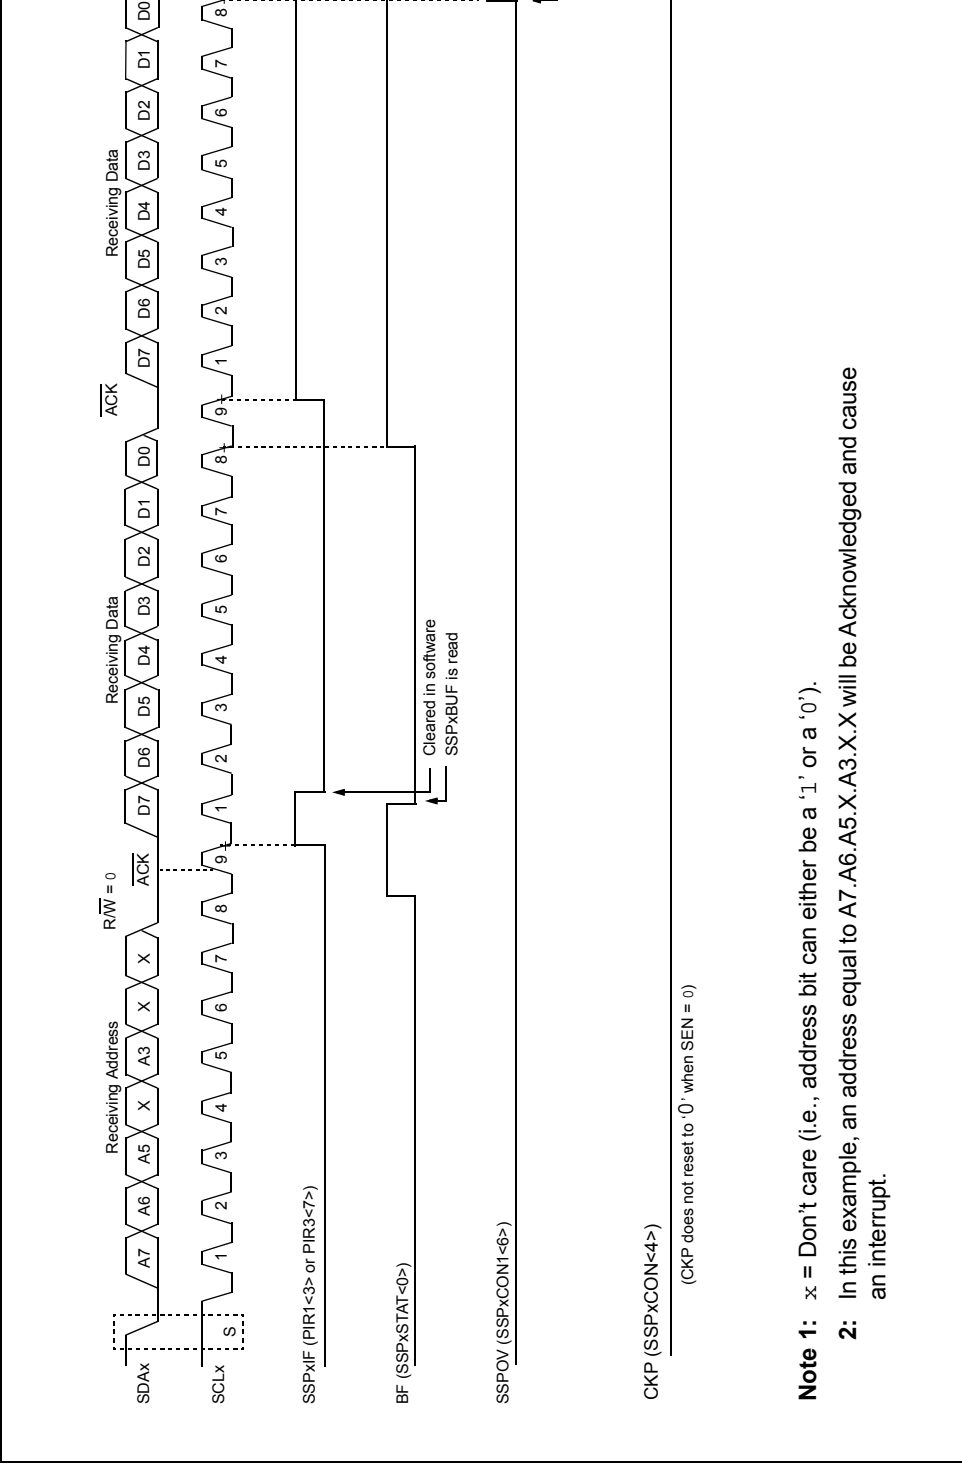 Receiving Address
R/W = 0
ACK
Receiving Data
ACK
Receiving Data
SDAx
A7 A6 A5 X A3 X X D7 D6 D5 D4 D3 D2 D1 D0 D7 D6 D5 D4 D3 D2 D1 D0
SCLx
S 1 2 3 4 5 6 7 8 9 1 2 3 4 5 6 7 8 9 1 2 3 4 5 6 7 8
SSPxIF (PIR1<3> or PIR3<7>)
BF (SSPxSTAT<0>)
Cleared in software
SSPxBUF is read
SSPOV (SSPxCON1<6>)
CKP (SSPxCON<4>)
(CKP does not reset to ‘0’ when SEN = 0)
Note 1: x = Don't care (i.e., address bit can either be a ‘1’ or a ‘0’).
2: In this example, an address equal to A7.A6.A5.X.A3.X.X will be Acknowledged and cause
an interrupt.